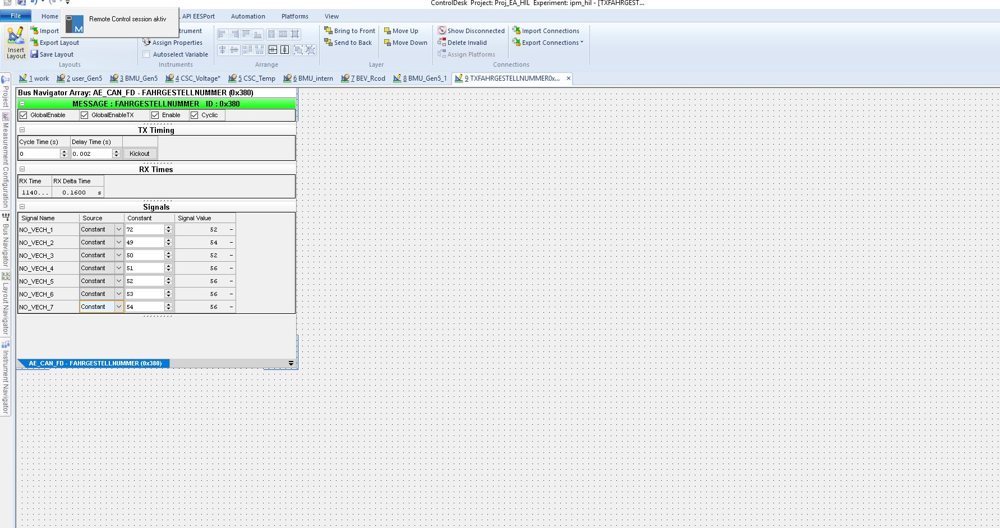 ControlDesk Project: Proj_EA_HIL Experiment: ipm_hil - [TXFAHRGEST...
File Home API EESPort Automation Platforms View
Remote Control session aktiv
M
Insert Layout
Import
Export Layout
Save Layout
Layouts
strument
Assign Properties
Autoselect Variable
Instruments
Arrange
Bring to Front
Send to Back
Move Up
Move Down
Layer
Show Disconnected
Delete Invalid
Assign Platforms
Import Connections
Export Connections
Connections
1 work 2 user_Gen5 3 BMU_Gen5 4 CSC_Voltage* 5 CSC_Temp 6 BMU_intern 7 BEV_Rcod 8 BMU_Gen5_1 9 TXFAHRGESTELLNUMMER0x... ×
Project
Measurement Configuration
Bus Navigator
Layout Navigator
Instrument Navigator
Bus Navigator Array: AE_CAN_FD - FAHRGESTELLNUMMER (0x380)
MESSAGE : FAHRGESTELLNUMMER ID : 0x380
GlobalEnable GlobalEnableTX Enable Cyclic
TX Timing
Cycle Time (s) Delay Time (s)
0 0.002 Kickout
RX Times
RX Time RX Delta Time
1140... 0.1600 s
Signals
Signal Name Source Constant Signal Value
NO_VECH_1 Constant 72 52 -
NO_VECH_2 Constant 49 54 -
NO_VECH_3 Constant 50 52 -
NO_VECH_4 Constant 51 56 -
NO_VECH_5 Constant 52 56 -
NO_VECH_6 Constant 53 56 -
NO_VECH_7 Constant 54 56 -
AE_CAN_FD - FAHRGESTELLNUMMER (0x380)